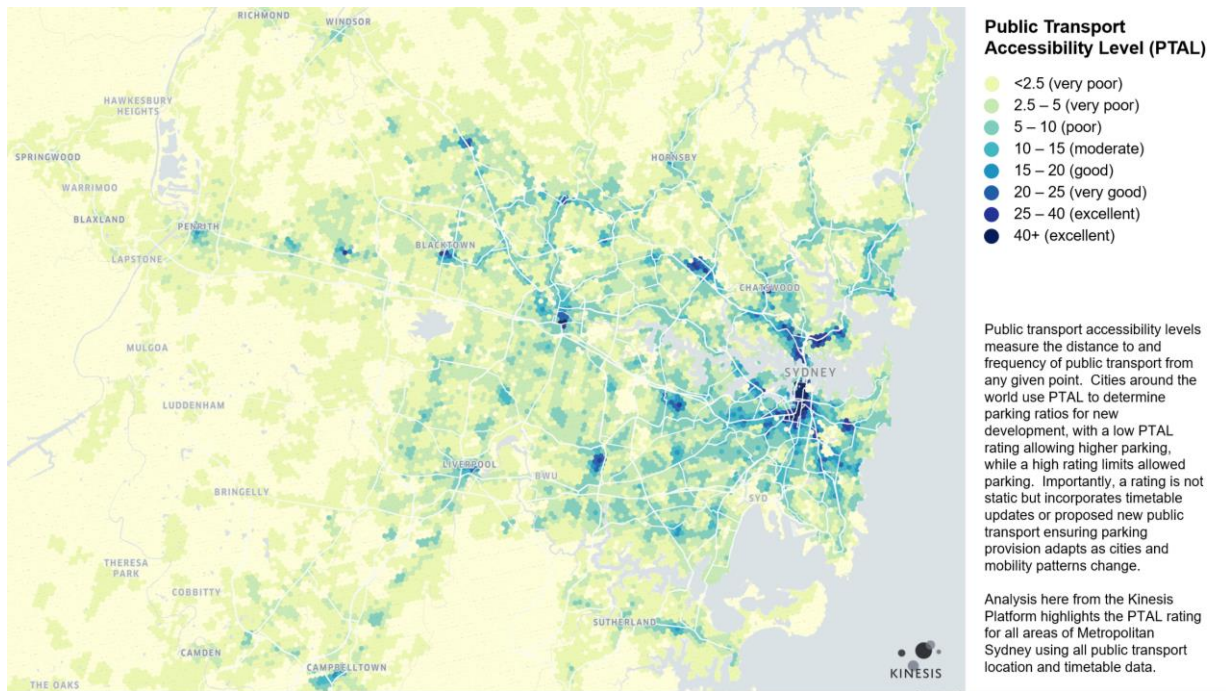 RICHMOND
WINDSOR
HAWKESBURY
HEIGHTS
SPRINGWOOD
HORNSBY
WARRIMOO
BLAXLAND
PENRITH
BLACKTOWN
LAPSTONE
CHATSWOOD
MULGOA
SYDNEY
LUDDENHAM
LIVERPOOL
BWU
BRINGELLY
SYD
THERESA
PARK
COBBITTY
SUTHERLAND
CAMDEN
CAMPBELLTOWN
THE OAKS
KINESIS
Public Transport
Accessibility Level (PTAL)
<2.5 (very poor)
2.5 – 5 (very poor)
5 – 10 (poor)
10 – 15 (moderate)
15 – 20 (good)
20 – 25 (very good)
25 – 40 (excellent)
40+ (excellent)
Public transport accessibility levels
measure the distance to and
frequency of public transport from
any given point.  Cities around the
world use PTAL to determine
parking ratios for new
development, with a low PTAL
rating allowing higher parking,
while a high rating limits allowed
parking.  Importantly, a rating is not
static but incorporates timetable
updates or proposed new public
transport ensuring parking
provision adapts as cities and
mobility patterns change.
Analysis here from the Kinesis
Platform highlights the PTAL rating
for all areas of Metropolitan
Sydney using all public transport
location and timetable data.